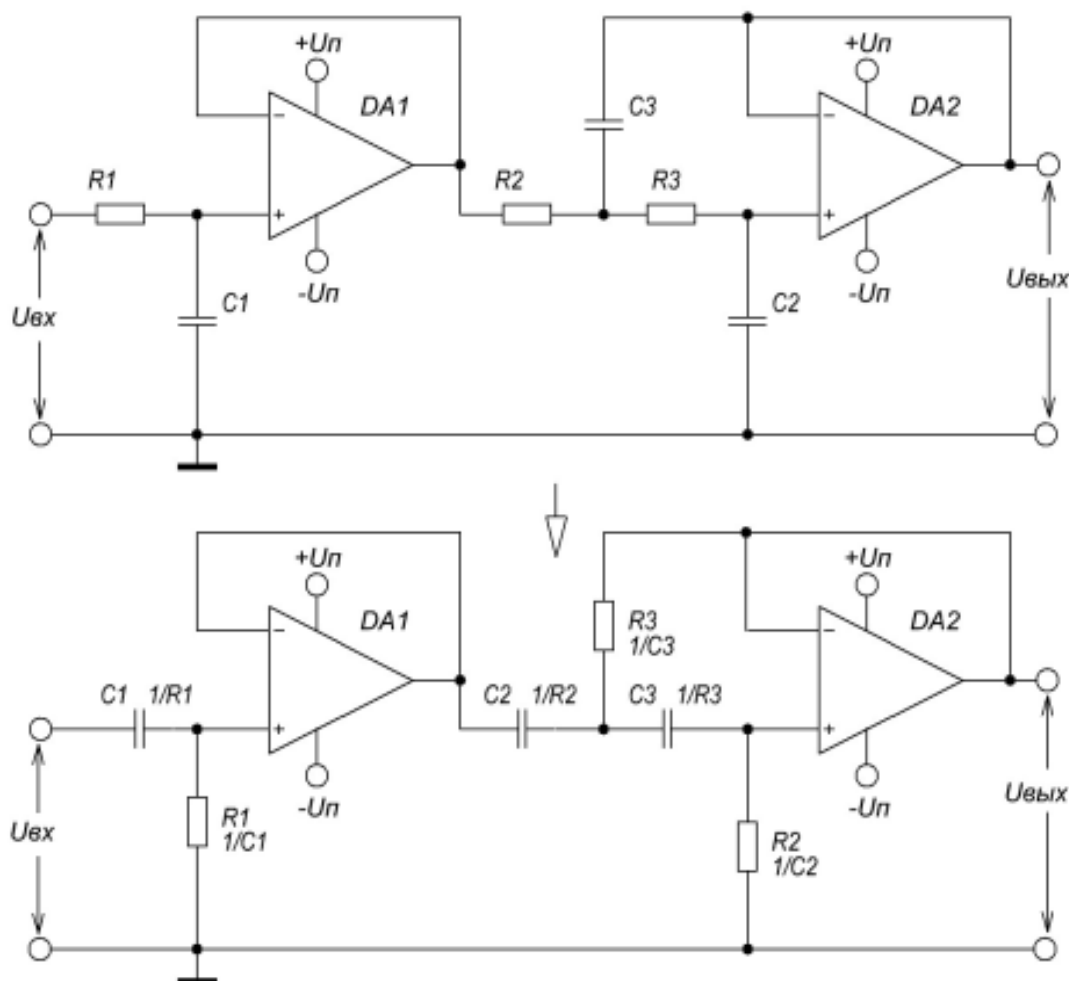 +Uп
+Uп
DA1
C3
DA2
R1
R2
R3
-Uп
-Uп
Uвх
C1
C2
Uвых
+Uп
+Uп
DA1
R3
1/C3
DA2
C1 1/R1
C2 1/R2
C3 1/R3
-Uп
-Uп
Uвх
R1
1/C1
R2
1/C2
Uвых